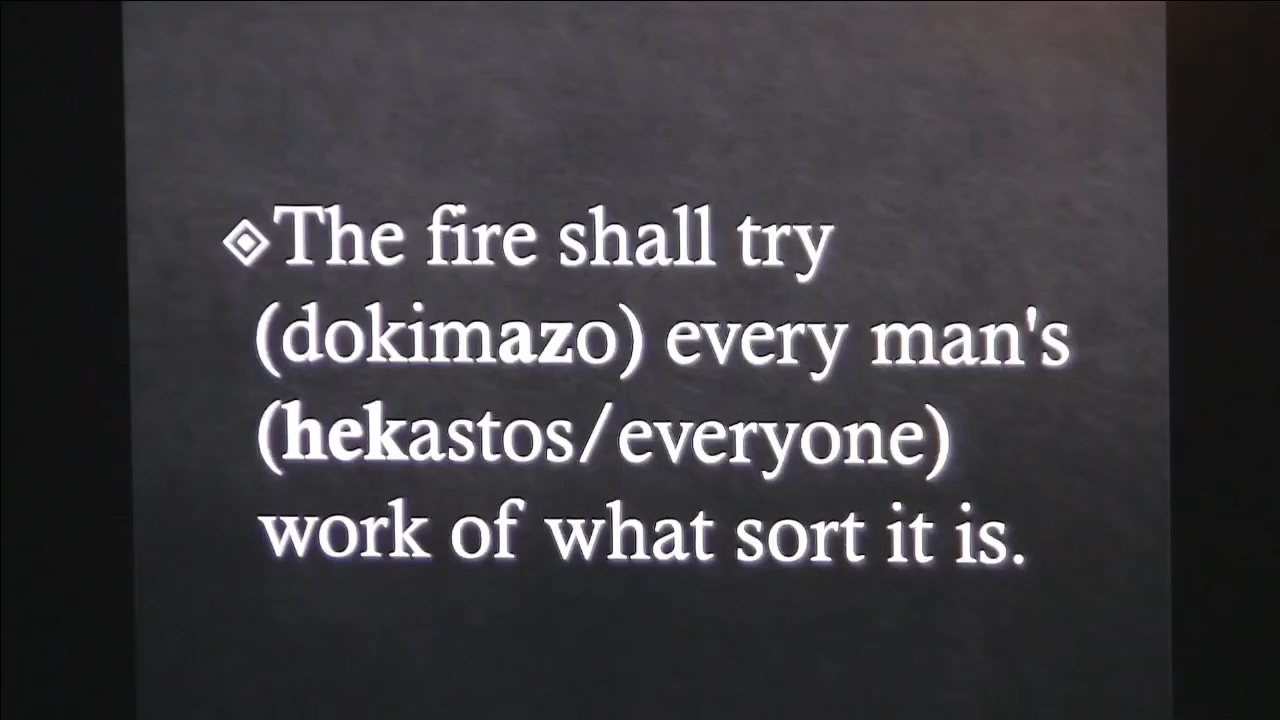 ◈The fire shall try
(dokimazo) every man's
(hekastos/everyone)
work of what sort it is.